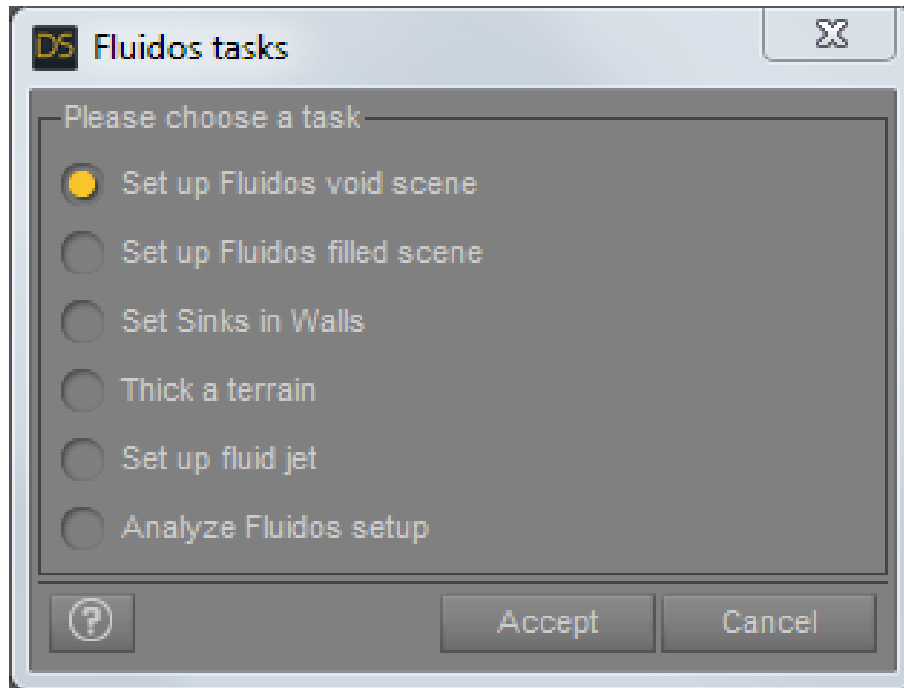 DS Fluidos tasks
Please choose a task
Set up Fluidos void scene
Set up Fluidos filled scene
Set Sinks in Walls
Thick a terrain
Set up fluid jet
Analyze Fluidos setup
? Accept Cancel